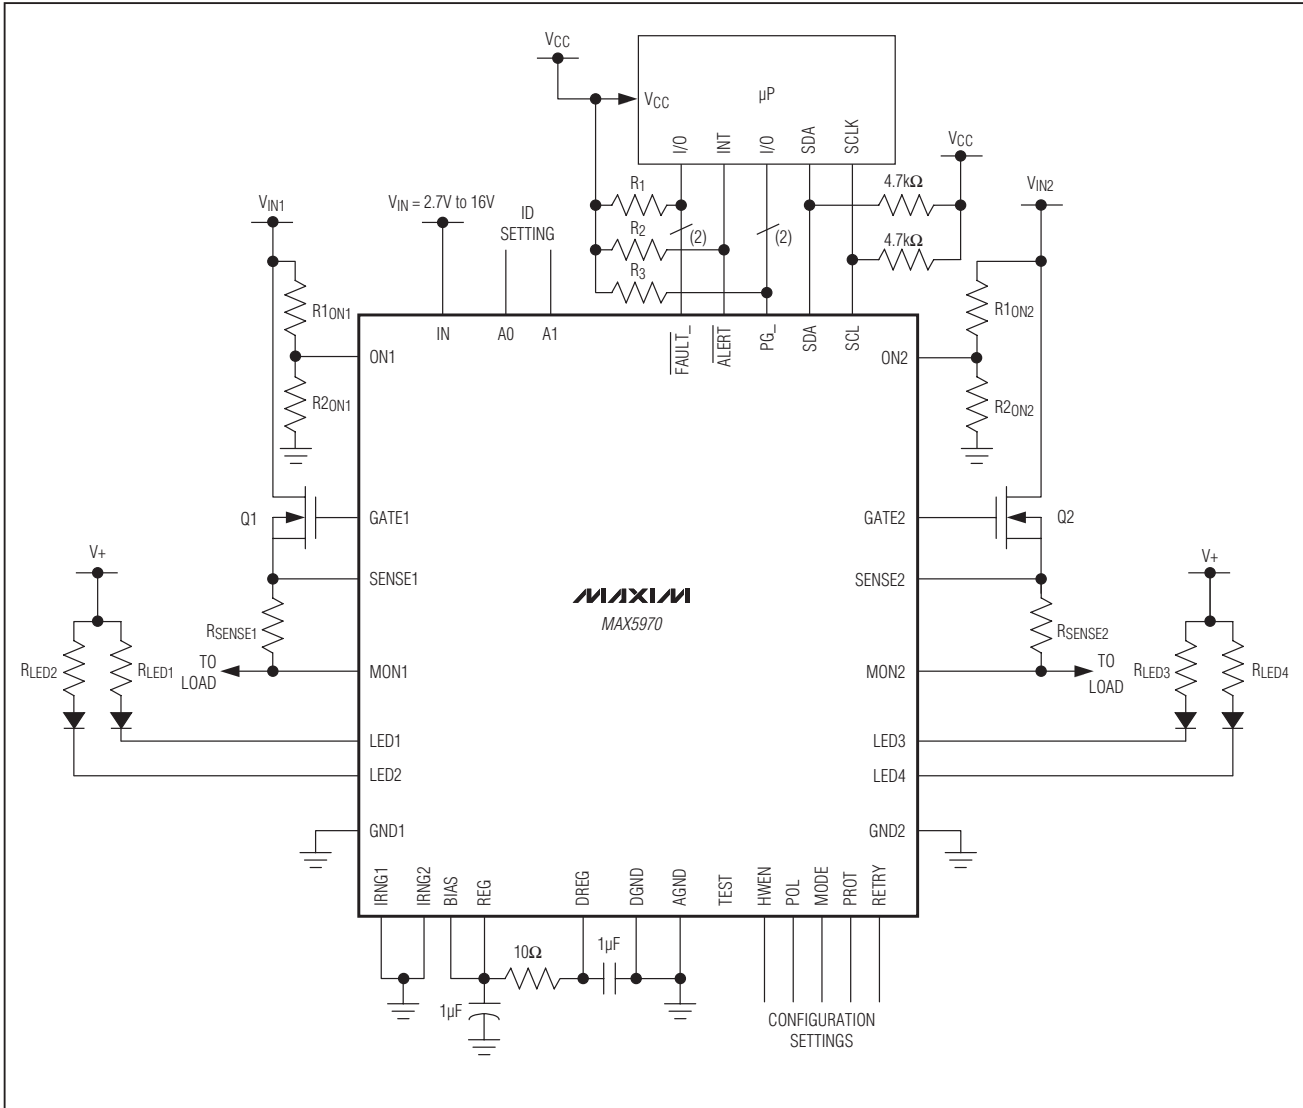 VCC
VCC
µP
I/O
INT
I/O
SDA
SCLK
VCC
4.7kΩ
4.7kΩ
R1
R2
R3
(2)
(2)
VIN1
VIN = 2.7V to 16V
ID
SETTING
VIN2
R1ON1
R2ON1
R1ON2
R2ON2
IN
A0
A1
FAULT_
ALERT
PG_
SDA
SCL
ON1
ON2
Q1
GATE1
GATE2
Q2
V+
SENSE1
SENSE2
V+
MAXIM
MAX5970
RSENSE1
RSENSE2
RLED2
RLED1
TO
LOAD
MON1
MON2
TO
LOAD
RLED3
RLED4
LED1
LED3
LED2
LED4
GND1
GND2
IRNG1
IRNG2
BIAS
REG
DREG
DGND
AGND
TEST
HWEN
POL
MODE
PROT
RETRY
10Ω
1µF
1µF
CONFIGURATION
SETTINGS